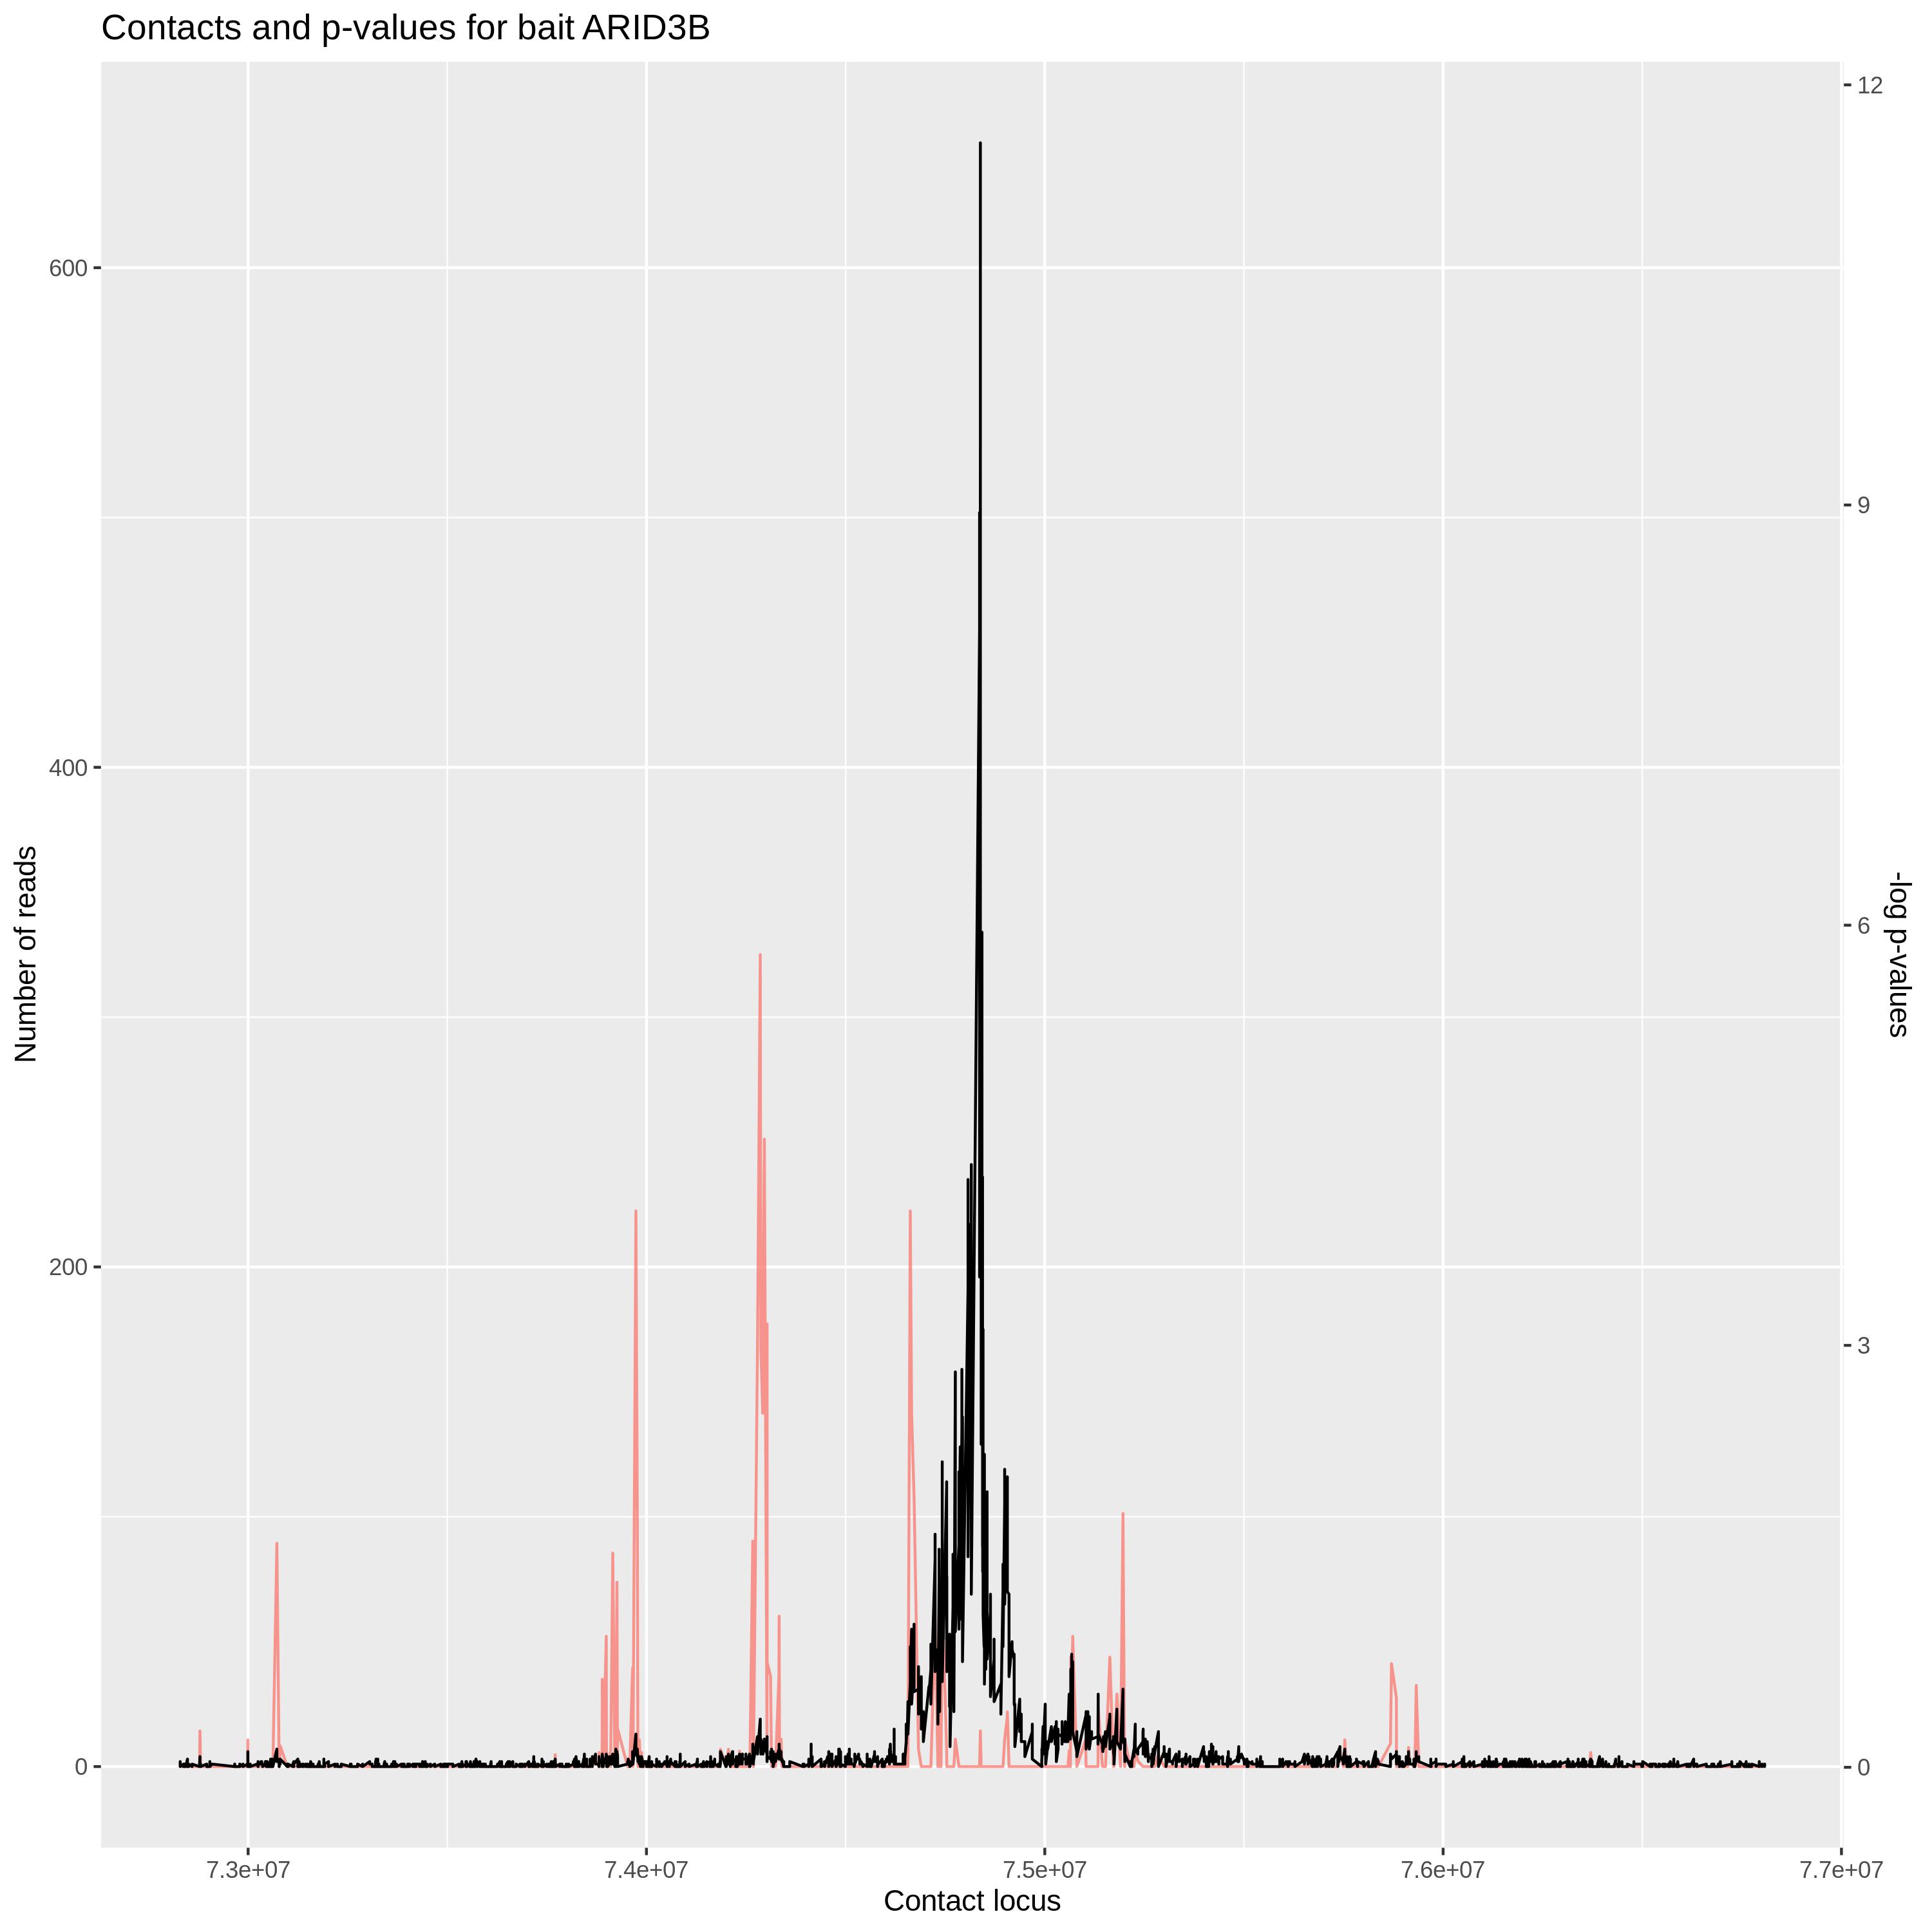 Contacts and p-values for bait ARID3B
12
600
9
400
Number of reads
6
-log p-values
200
3
0
0
7.3e+07
7.4e+07
7.5e+07
7.6e+07
7.7e+07
Contact locus